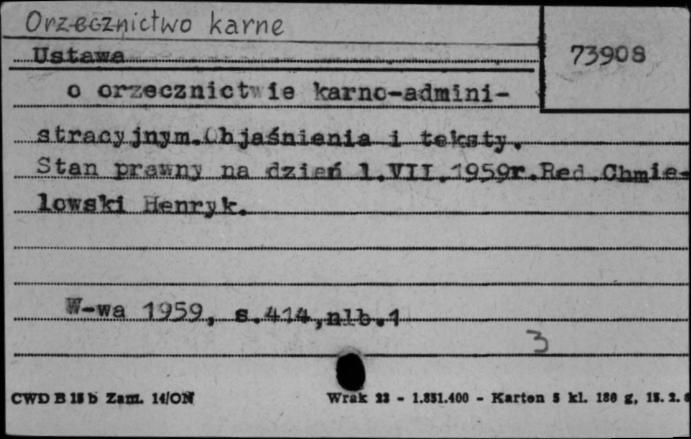 Orzecznictwo karne
73908
Ustawa
o orzecznictwie karno-admini-
stracyjnym.Objaśnienia i teksty.
Stan prawny na dzień 1.VII.1959r.Red.Chmie-
lowski Henryk.
W-wa 1959, s.414,nlb.1
3
CWD B 15 b Zam. 14/ON
Wrak 23 - 1.831.400 - Karton 5 kl. 180 g, 15. 2.